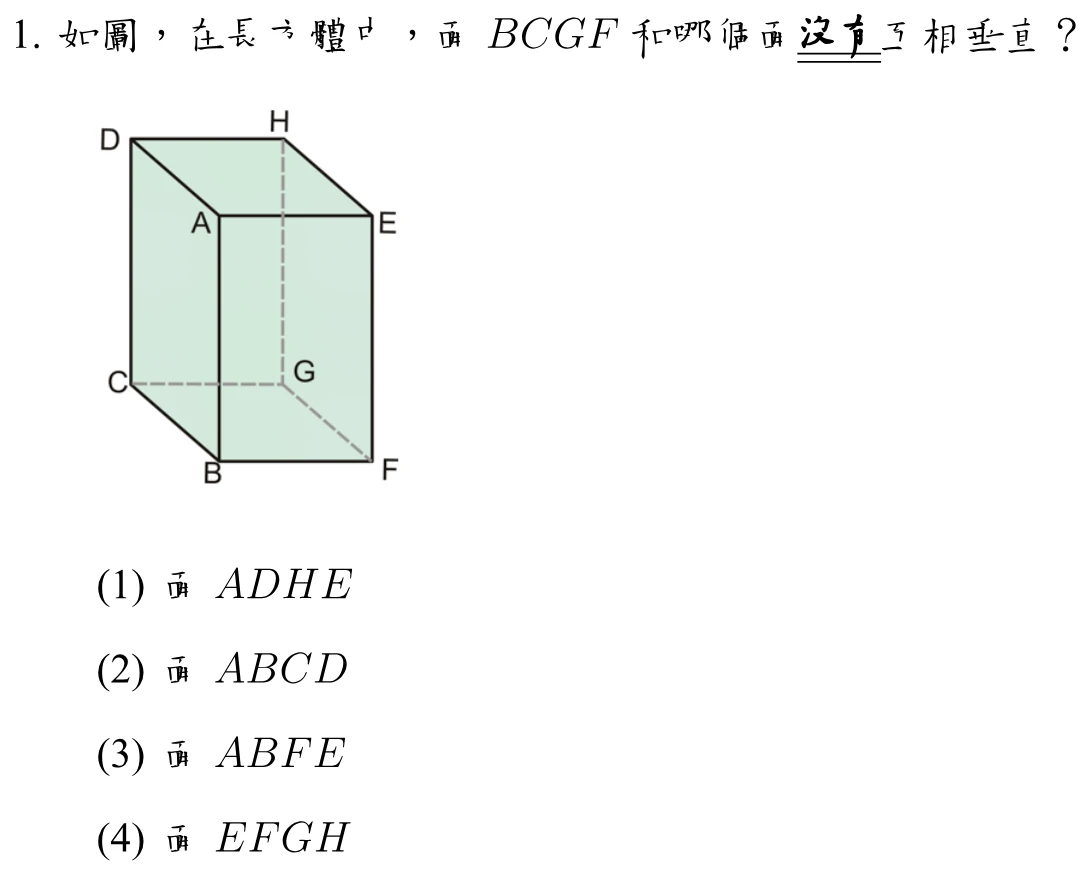 1. 如圖，在長方體中，面 BCGF 和哪個面沒有互相垂直？
H
D
A
E
G
C
B
F
(1) 面 ADHE
(2) 面 ABCD
(3) 面 ABFE
(4) 面 EFGH